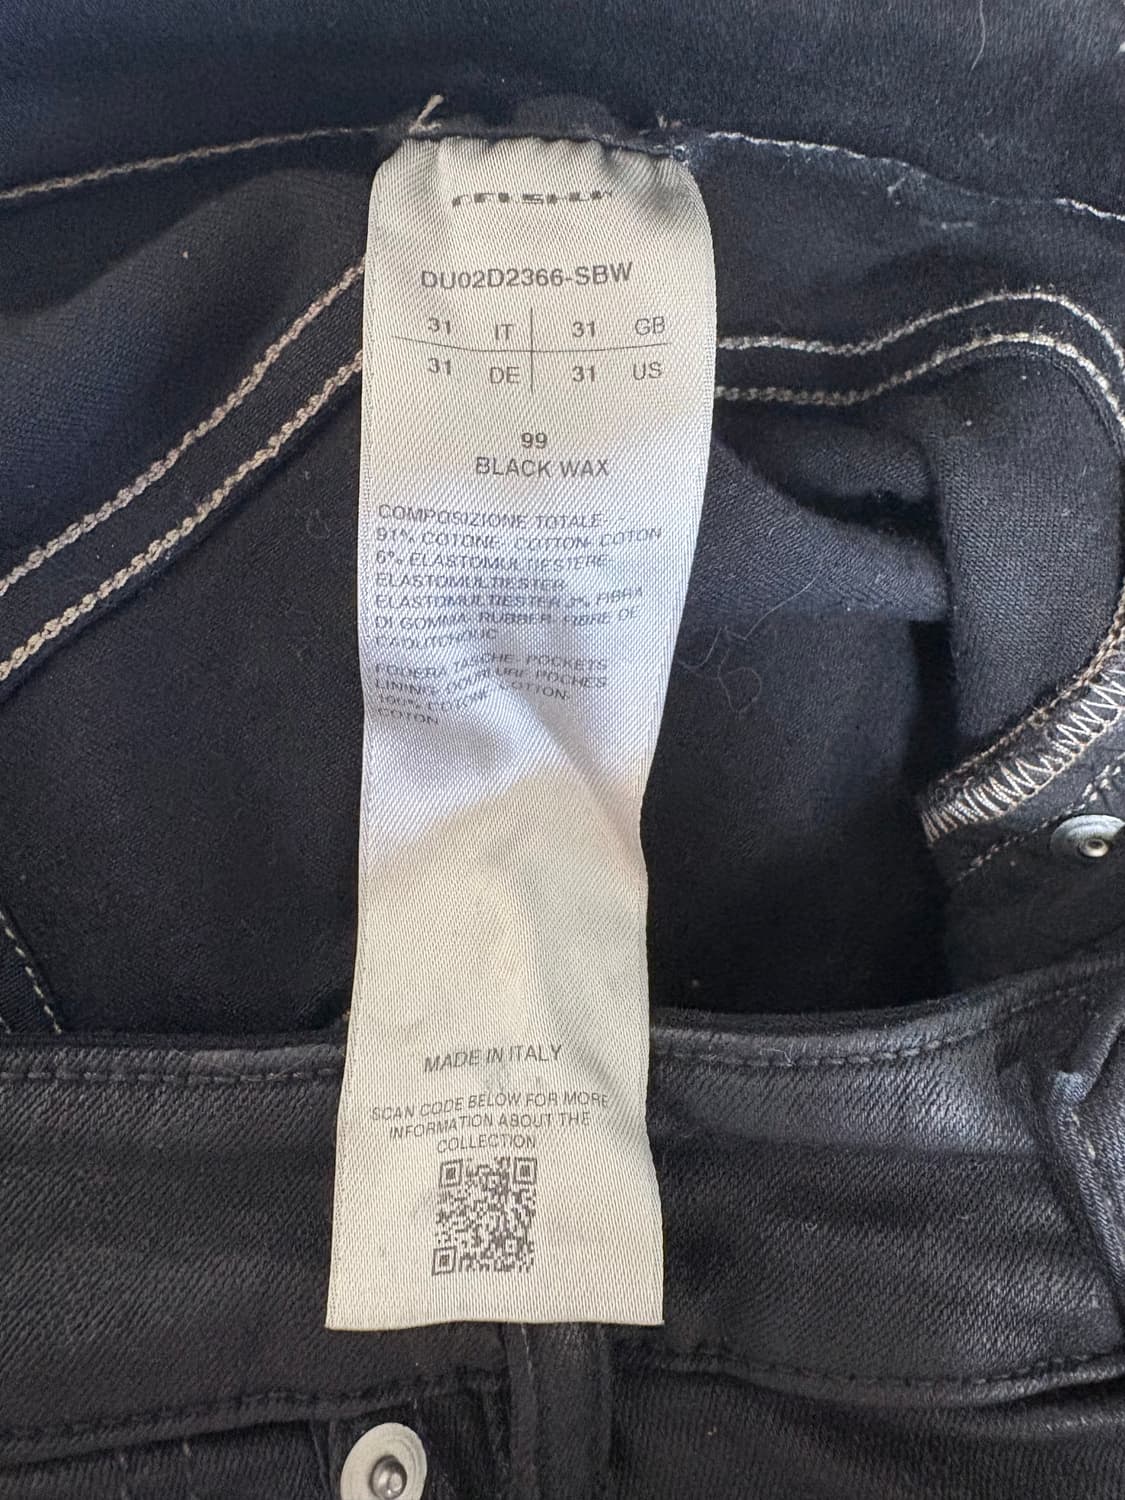 DU02D2366-SBW
31 IT 31 GB
31 DE 31 US
99
BLACK WAX
COMPOSIZIONE TOTALE-
91% COTONE- COTTON- COTON
6% ELASTOMULTIESTERE-
ELASTOMULTIESTER-
ELASTOMULTIESTER 3% FIBRA
DI GOMMA- RUBBER- FIBRE DE
CAOUTCHOUC
FODERA TASCHE- POCKETS
LINING- DOUBLURE POCHES
100% COTONE- COTTON-
COTON
MADE IN ITALY
SCAN CODE BELOW FOR MORE
INFORMATION ABOUT THE
COLLECTION